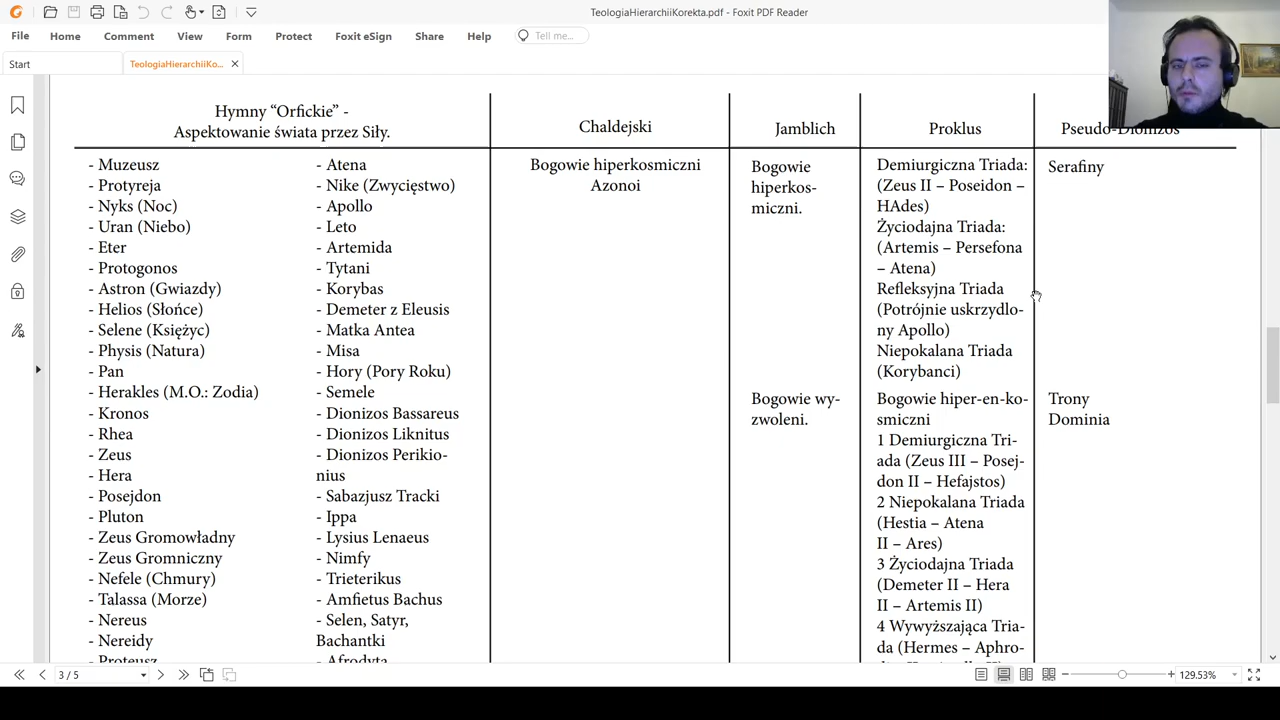 TeologiaHierarchiiKorekta.pdf - Foxit PDF Reader
File Home Comment View Form Protect Foxit eSign Share Help Tell me...
Start TeologiaHierarchiiKo...
Hymny “Orfickie” -
Aspektowanie świata przez Siły.
Chaldejski
Jamblich
Proklus
Pseudo-Dionizos
- Muzeusz
- Protyreja
- Nyks (Noc)
- Uran (Niebo)
- Eter
- Protogonos
- Astron (Gwiazdy)
- Helios (Słońce)
- Selene (Księżyc)
- Physis (Natura)
- Pan
- Herakles (M.O.: Zodia)
- Kronos
- Rhea
- Zeus
- Hera
- Posejdon
- Pluton
- Zeus Gromowładny
- Zeus Gromniczny
- Nefele (Chmury)
- Talassa (Morze)
- Nereus
- Nereidy
- Proteusz
- Atena
- Nike (Zwycięstwo)
- Apollo
- Leto
- Artemida
- Tytani
- Korybas
- Demeter z Eleusis
- Matka Antea
- Misa
- Hory (Pory Roku)
- Semele
- Dionizos Bassareus
- Dionizos Liknitus
- Dionizos Perikio-
nius
- Sabazjusz Tracki
- Ippa
- Lysius Lenaeus
- Nimfy
- Trieterikus
- Amfietus Bachus
- Selen, Satyr,
Bachantki
- Afrodyta
Bogowie hiperkosmiczni
Azonoi
Bogowie
hiperkos-
miczni.
Bogowie wy-
zwoleni.
Demiurgiczna Triada:
(Zeus II – Poseidon –
HAdes)
Życiodajna Triada:
(Artemis – Persefona
– Atena)
Refleksyjna Triada
(Potrójnie uskrzydlo-
ny Apollo)
Niepokalana Triada
(Korybanci)
Bogowie hiper-en-ko-
smiczni
1 Demiurgiczna Tri-
ada (Zeus III – Posej-
don II – Hefajstos)
2 Niepokalana Triada
(Hestia – Atena
II – Ares)
3 Życiodajna Triada
(Demeter II – Hera
II – Artemis II)
4 Wywyższająca Tria-
da (Hermes – Aphro-
Serafiny
Trony
Dominia
3 / 5
129.53%